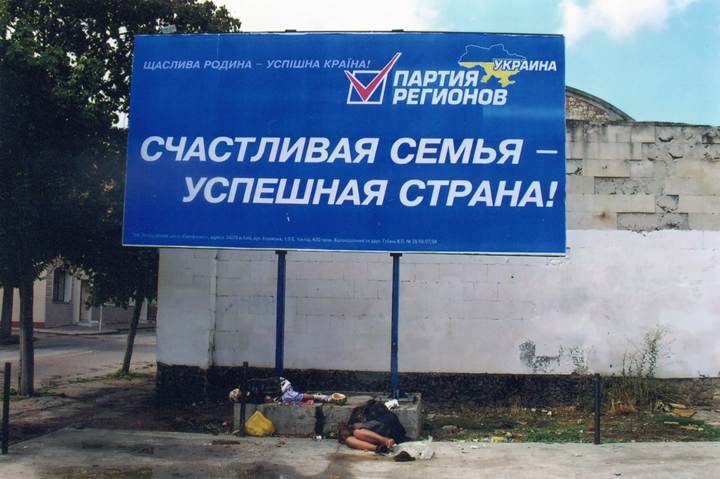 ЩАСЛИВА РОДИНА – УСПІШНА КРАЇНА!
ПАРТИЯ
РЕГИОНОВ
УКРАИНА
СЧАСТЛИВАЯ СЕМЬЯ –
УСПЕШНАЯ СТРАНА!